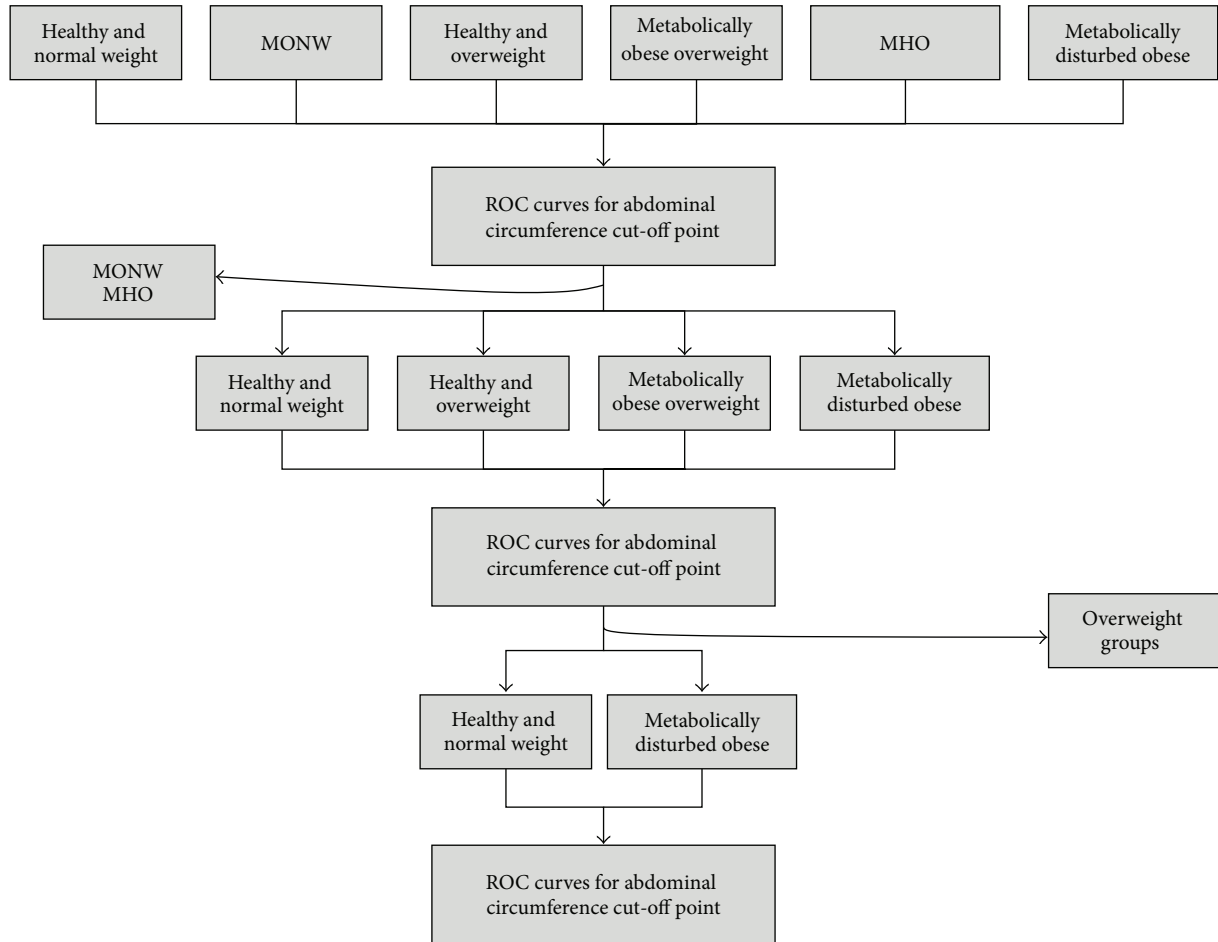 Healthy and
normal weight
MONW
Healthy and
overweight
Metabolically
obese overweight
MHO
Metabolically
disturbed obese
ROC curves for abdominal
circumference cut-off point
MONW
MHO
Healthy and
normal weight
Healthy and
overweight
Metabolically
obese overweight
Metabolically
disturbed obese
ROC curves for abdominal
circumference cut-off point
Overweight
groups
Healthy and
normal weight
Metabolically
disturbed obese
ROC curves for abdominal
circumference cut-off point